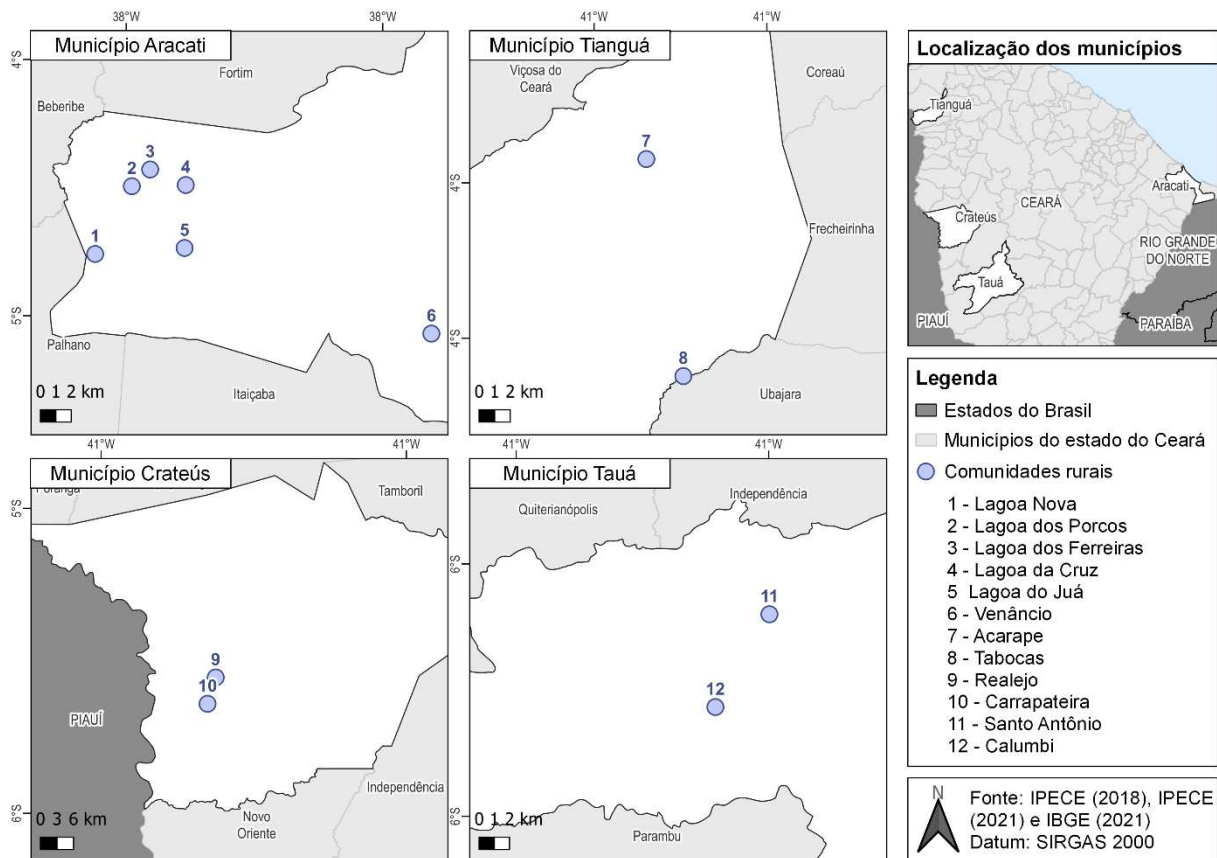 38°W
38°W
4°S
5°S
Município Aracati
Fortim
Beberibe
3
2
4
1
5
6
Palhano
Itaiçaba
0 1 2 km
41°W
41°W
4°S
4°S
Município Tianguá
Viçosa do
Ceará
Coreaú
7
Frecheirinha
8
Ubajara
0 1 2 km
41°W
41°W
5°S
6°S
Município Crateús
Tamboril
9
10
PIAUÍ
Independência
Novo
Oriente
0 3 6 km
41°W
41°W
6°S
6°S
Município Tauá
Quiterianópolis
Independência
11
12
Parambu
0 1 2 km
Localização dos municípios
Tianguá
Aracati
CEARÁ
Crateús
RIO GRANDE
DO NORTE
Tauá
PIAUÍ
PARAÍBA
Legenda
Estados do Brasil
Municípios do estado do Ceará
Comunidades rurais
1 - Lagoa Nova
2 - Lagoa dos Porcos
3 - Lagoa dos Ferreiras
4 - Lagoa da Cruz
5 Lagoa do Juá
6 - Venâncio
7 - Acarape
8 - Tabocas
9 - Realejo
10 - Carrapateira
11 - Santo Antônio
12 - Calumbi
N
Fonte: IPECE (2018), IPECE
(2021) e IBGE (2021)
Datum: SIRGAS 2000